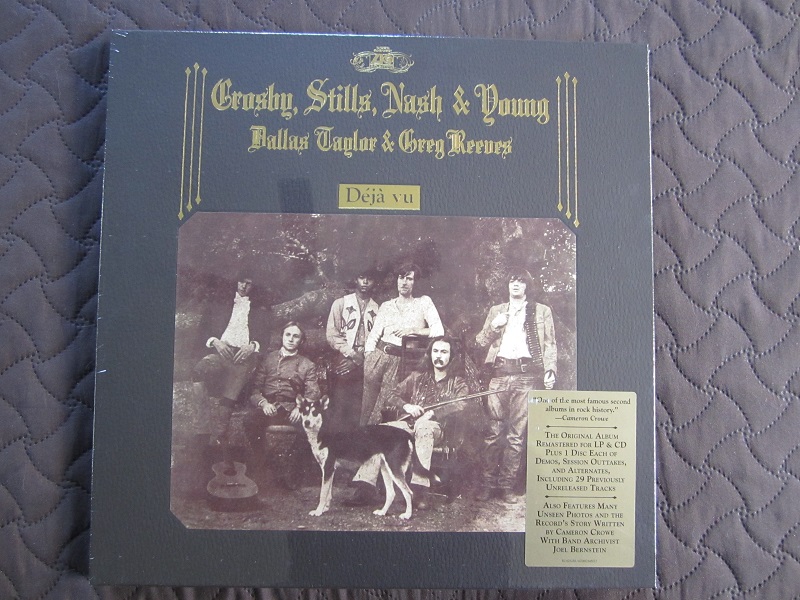 Crosby, Stills, Nash & Young
Dallas Taylor & Greg Reeves
Déjà vu
"One of the most famous second
albums in rock history."
—Cameron Crowe
The Original Album
Remastered for LP & CD
Plus 1 Disc Each of
Demos, Session Outtakes,
and Alternates,
Including 29 Previously
Unreleased Tracks
Also Features Many
Unseen Photos and the
Record's Story Written
by Cameron Crowe
With Band Archivist
Joel Bernstein